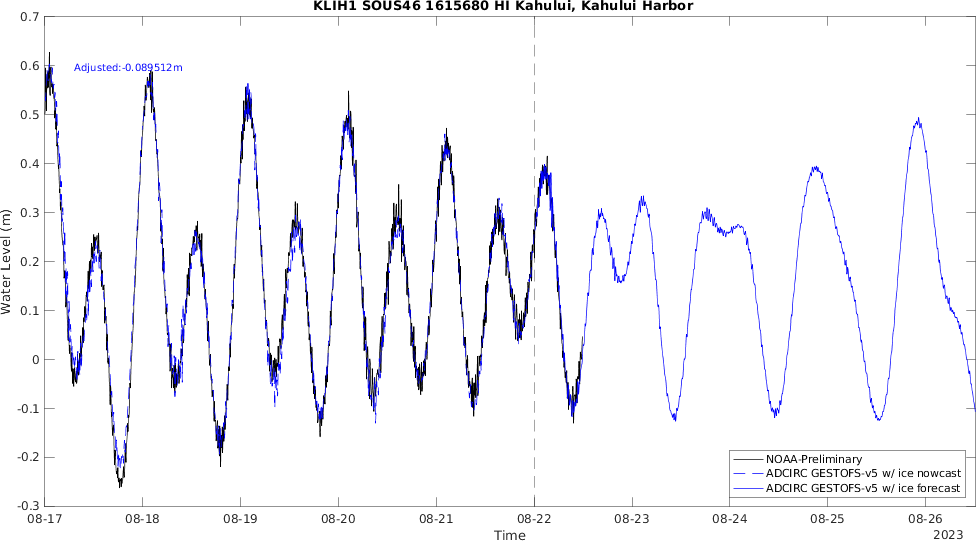 KLIH1 SOUS46 1615680 HI Kahului, Kahului Harbor
0.7
0.6
0.5
0.4
0.3
0.2
0.1
0
-0.1
-0.2
-0.3
Water Level (m)
Adjusted:-0.089512m
NOAA-Preliminary
ADCIRC GESTOFS-v5 w/ ice nowcast
ADCIRC GESTOFS-v5 w/ ice forecast
08-17 08-18 08-19 08-20 08-21 08-22 08-23 08-24 08-25 08-26
Time
2023